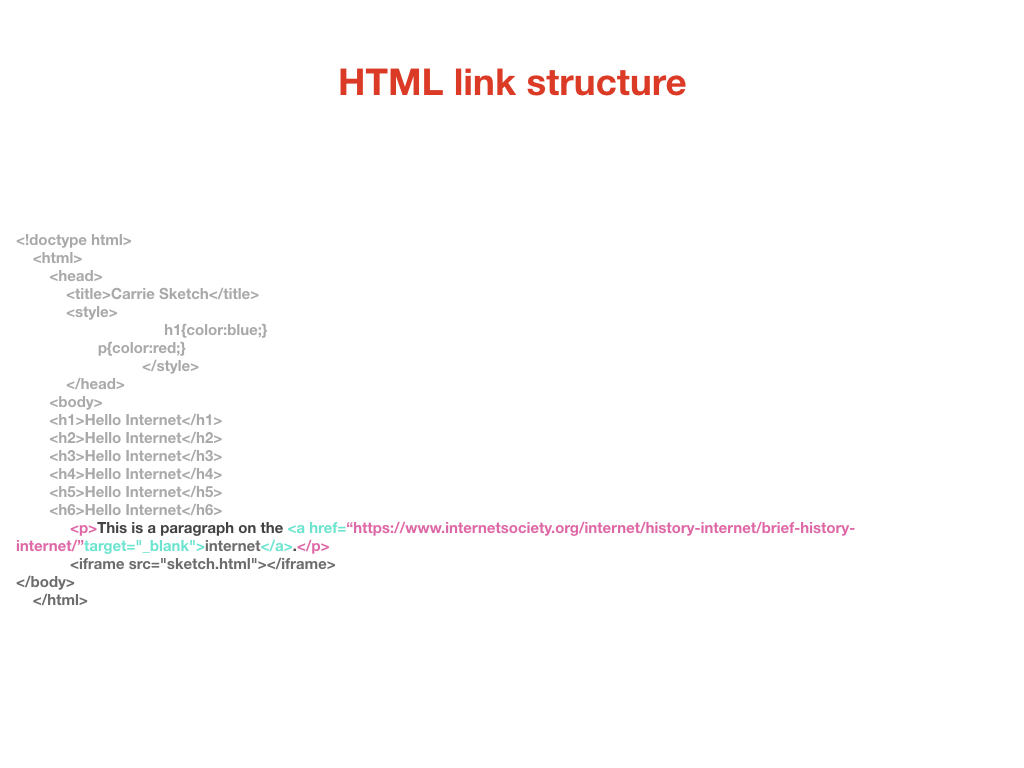 HTML link structure
<!doctype html>
<html>
<head>
<title>Carrie Sketch</title>
<style>
h1{color:blue;}
p{color:red;}
</style>
</head>
<body>
<h1>Hello Internet</h1>
<h2>Hello Internet</h2>
<h3>Hello Internet</h3>
<h4>Hello Internet</h4>
<h5>Hello Internet</h5>
<h6>Hello Internet</h6>
<p>This is a paragraph on the <a href=“https://www.internetsociety.org/internet/history-internet/brief-history-
internet/”target="_blank">internet</a>.</p>
<iframe src="sketch.html"></iframe>
</body>
</html>